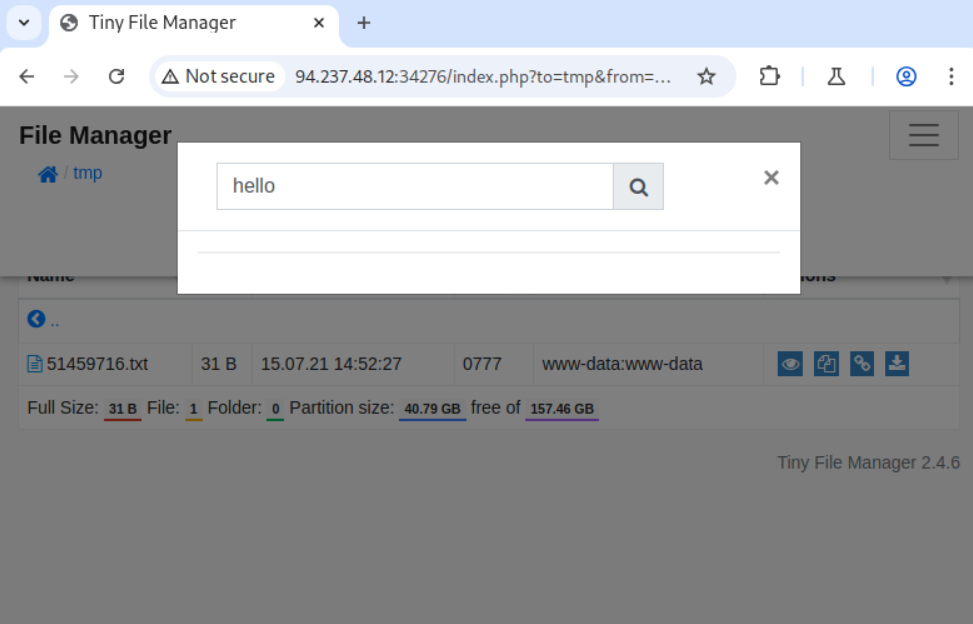 Tiny File Manager
Not secure 94.237.48.12:34276/index.php?to=tmp&from=...
File Manager
/ tmp
hello
Name
..
51459716.txt 31 B 15.07.21 14:52:27 0777 www-data:www-data
Full Size: 31 B File: 1 Folder: 0 Partition size: 40.79 GB free of 157.46 GB
Tiny File Manager 2.4.6